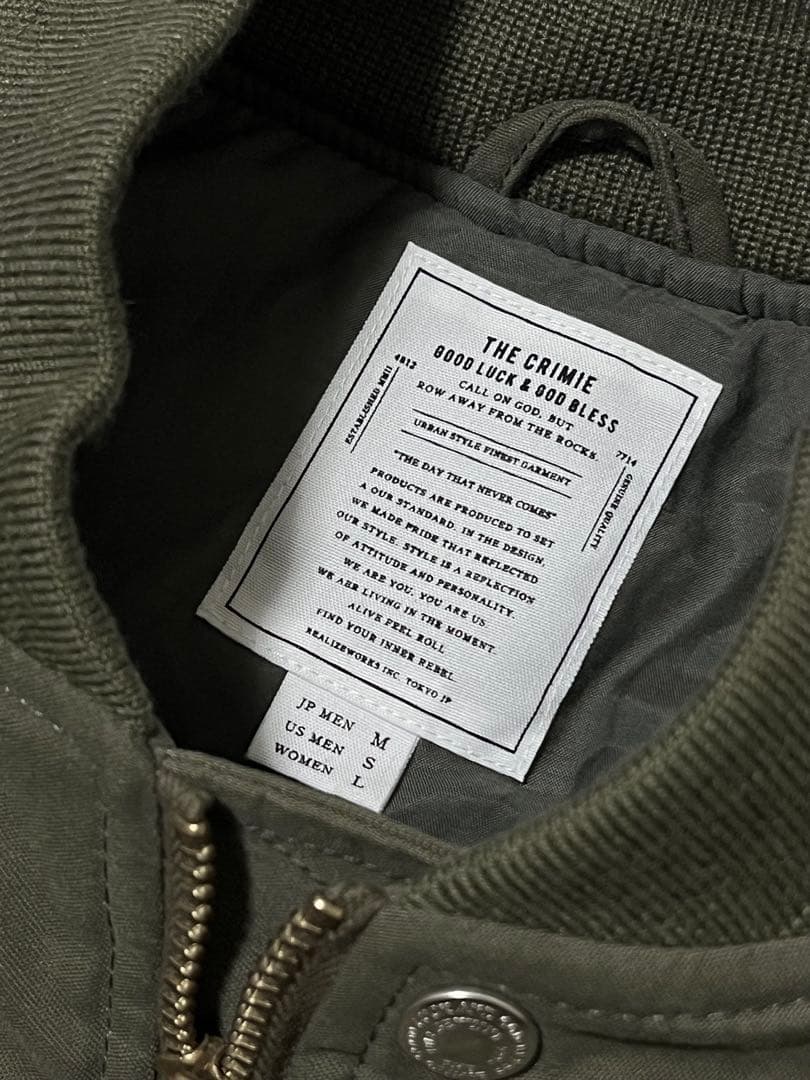 THE CRIMIE
GOOD LUCK & GOD BLESS
CALL ON GOD, BUT
ROW AWAY FROM THE ROCKS.
URBAN STYLE FINEST GARMENT
ESTABLISHED MMII
4R13
7714
GENUINE QUALITY
"THE DAY THAT NEVER COMES"
PRODUCTS ARE PRODUCED TO SET
A OUR STANDARD. IN THE DESIGN,
WE MADE PRIDE THAT REFLECTED
OUR STYLE. STYLE IS A REFLECTION
OF ATTITUDE AND PERSONALITY.
WE ARE YOU. YOU ARE US.
WE AER LIVING IN THE MOMENT.
ALIVE FEEL ROLL
FIND YOUR INNER REBEL
REALIZEWORKS INC. TOKYO JP
JP MEN M
US MEN S
WOMEN L
LUCK AND